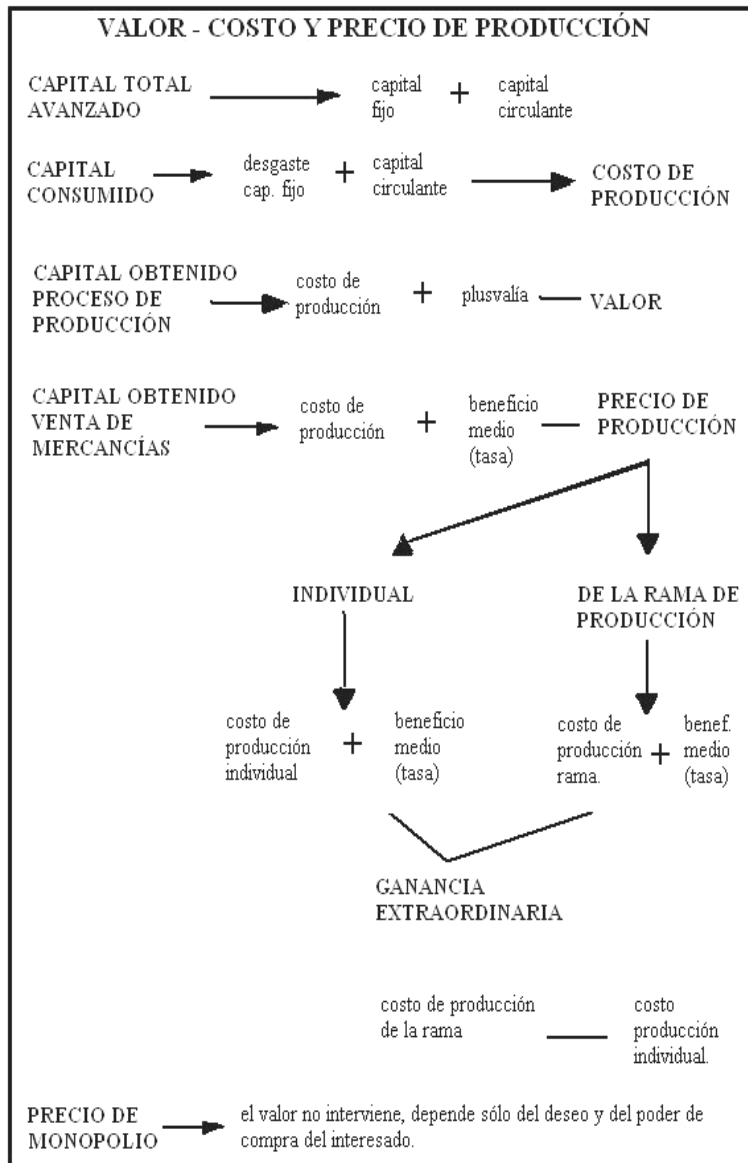 VALOR - COSTO Y PRECIO DE PRODUCCIÓN
CAPITAL TOTAL
AVANZADO
capital
fijo
+
capital
circulante
CAPITAL
CONSUMIDO
desgaste
cap. fijo
+
capital
circulante
COSTO DE
PRODUCCIÓN
CAPITAL OBTENIDO
PROCESO DE
PRODUCCIÓN
costo de
producción
+
plusvalía
VALOR
CAPITAL OBTENIDO
VENTA DE
MERCANCÍAS
costo de
producción
+
beneficio
medio
(tasa)
PRECIO DE
PRODUCCIÓN
INDIVIDUAL
DE LA RAMA DE
PRODUCCIÓN
costo de
producción
individual
+
beneficio
medio
(tasa)
costo de
producción
rama.
+
benef.
medio
(tasa)
GANANCIA
EXTRAORDINARIA
costo de producción
de la rama
costo
producción
individual.
PRECIO DE
MONOPOLIO
el valor no interviene, depende sólo del deseo y del poder de
compra del interesado.